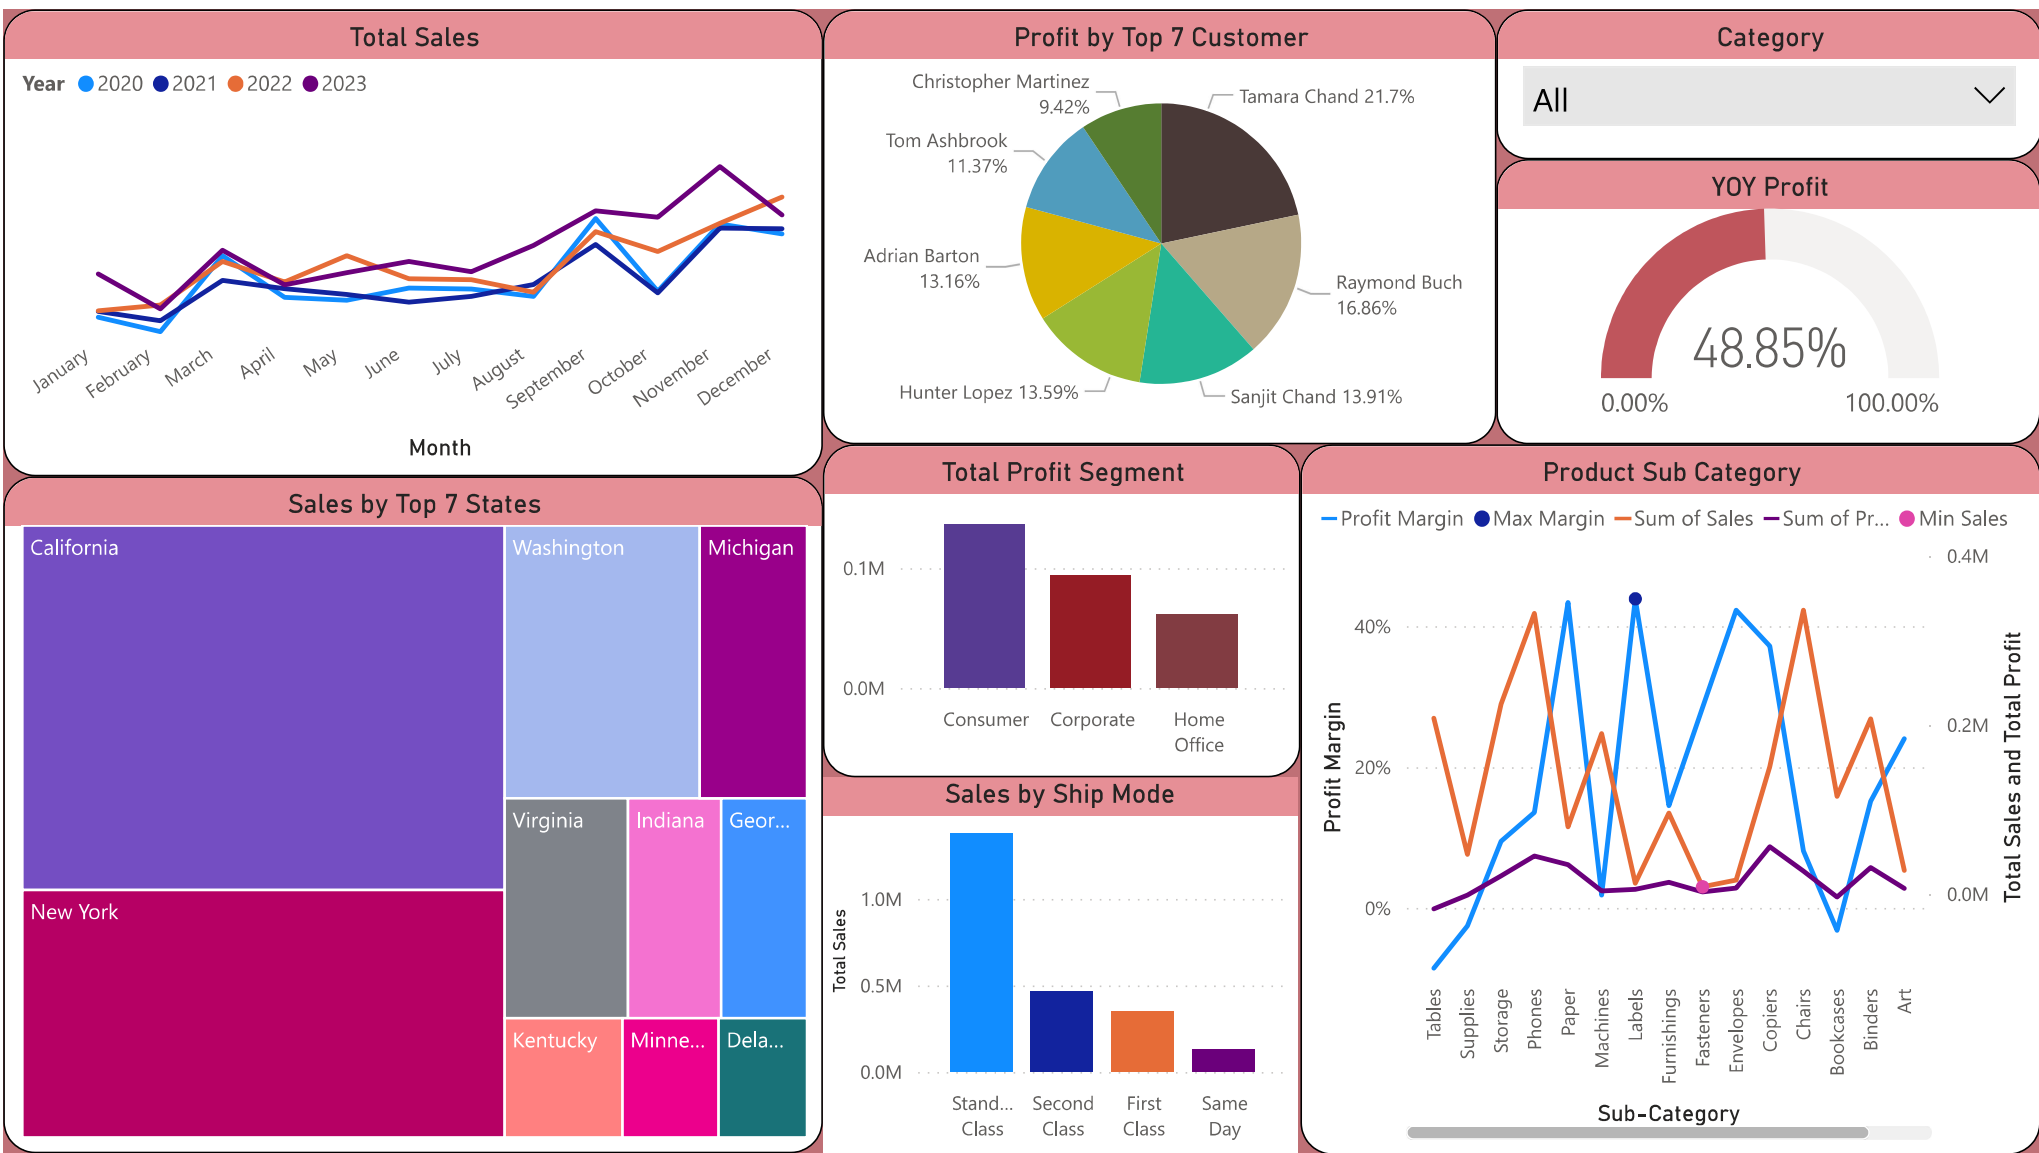 Total Sales
Year 2020 2021 2022 2023
January February March April May June July August September October November December
Month
Profit by Top 7 Customer
Christopher Martinez
9.42%
Tamara Chand 21.7%
Tom Ashbrook
11.37%
Adrian Barton
13.16%
Raymond Buch
16.86%
Hunter Lopez 13.59%
Sanjit Chand 13.91%
Category
All
YOY Profit
48.85%
0.00% 100.00%
Sales by Top 7 States
California
Washington
Michigan
New York
Virginia
Indiana
Geor...
Kentucky
Minne...
Dela...
Total Profit Segment
0.1M
0.0M
Consumer Corporate Home
Office
Sales by Ship Mode
Total Sales
1.0M
0.5M
0.0M
Stand... Second First Same
Class Class Class Day
Product Sub Category
Profit Margin Max Margin Sum of Sales Sum of Pr... Min Sales
Profit Margin
40%
20%
0%
0.4M
0.2M
0.0M
Total Sales and Total Profit
Tables Supplies Storage Phones Paper Machines Labels Furnishings Fasteners Envelopes Copiers Chairs Bookcases Binders Art
Sub-Category